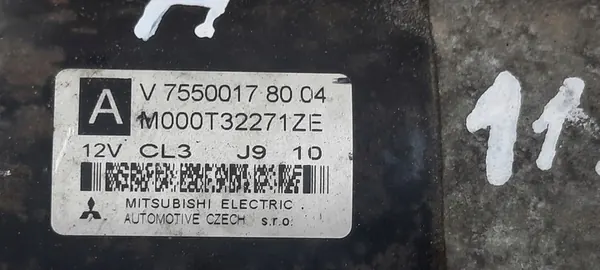 A
V 7550017 80 04
M000T32271ZE
12V CL3 J9 10
MITSUBISHI ELECTRIC
AUTOMOTIVE CZECH s.r.o.
11